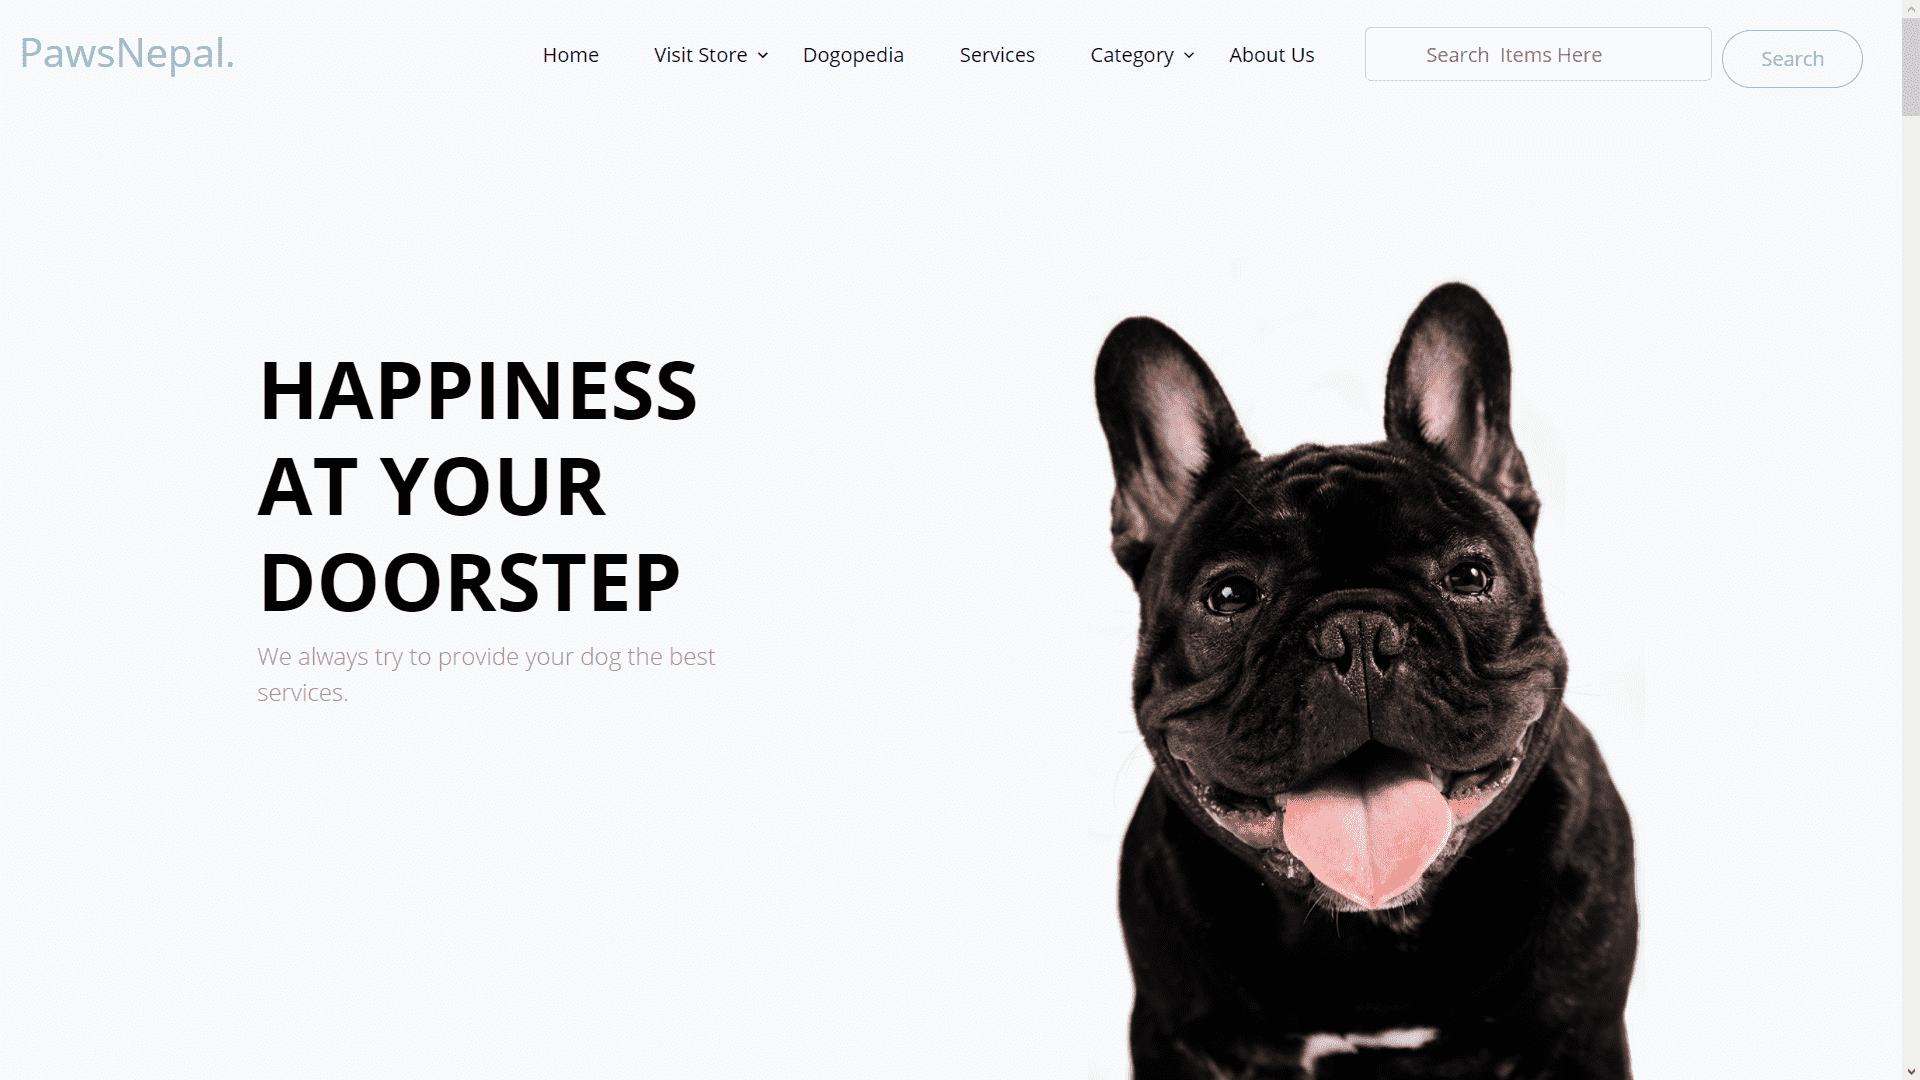 PawsNepal.
Home Visit Store Dogopedia Services Category About Us Search Items Here Search
HAPPINESS
AT YOUR
DOORSTEP
We always try to provide your dog the best
services.